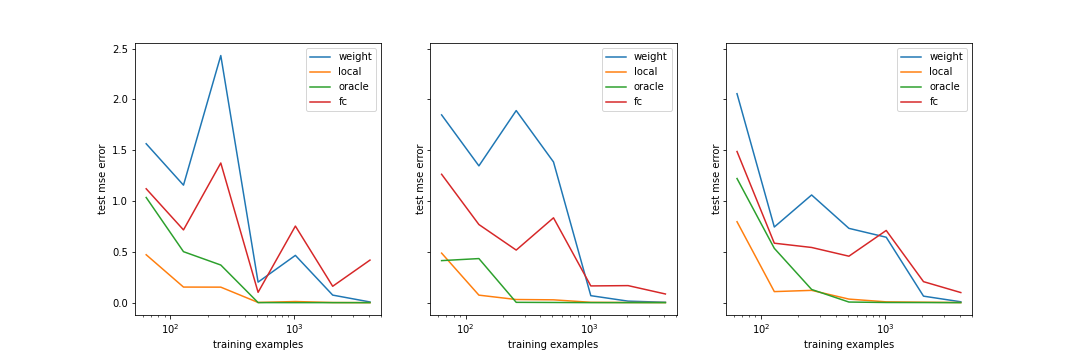 2.5
2.0
1.5
1.0
0.5
0.0
test mse error
10²
10³
training examples
weight
local
oracle
fc
test mse error
10²
10³
training examples
weight
local
oracle
fc
test mse error
10²
10³
training examples
weight
local
oracle
fc